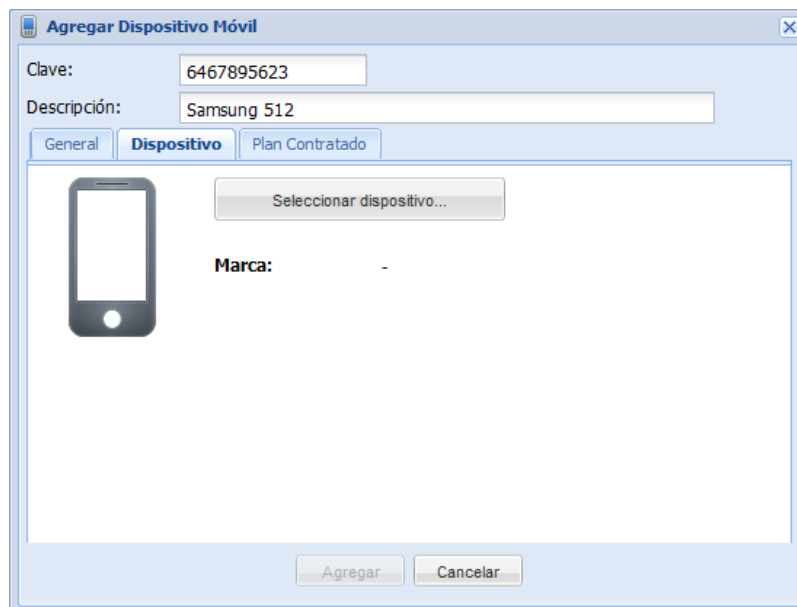 Agregar Dispositivo Móvil
Clave: 6467895623
Descripción: Samsung 512
General Dispositivo Plan Contratado
Seleccionar dispositivo...
Marca: -
Agregar Cancelar